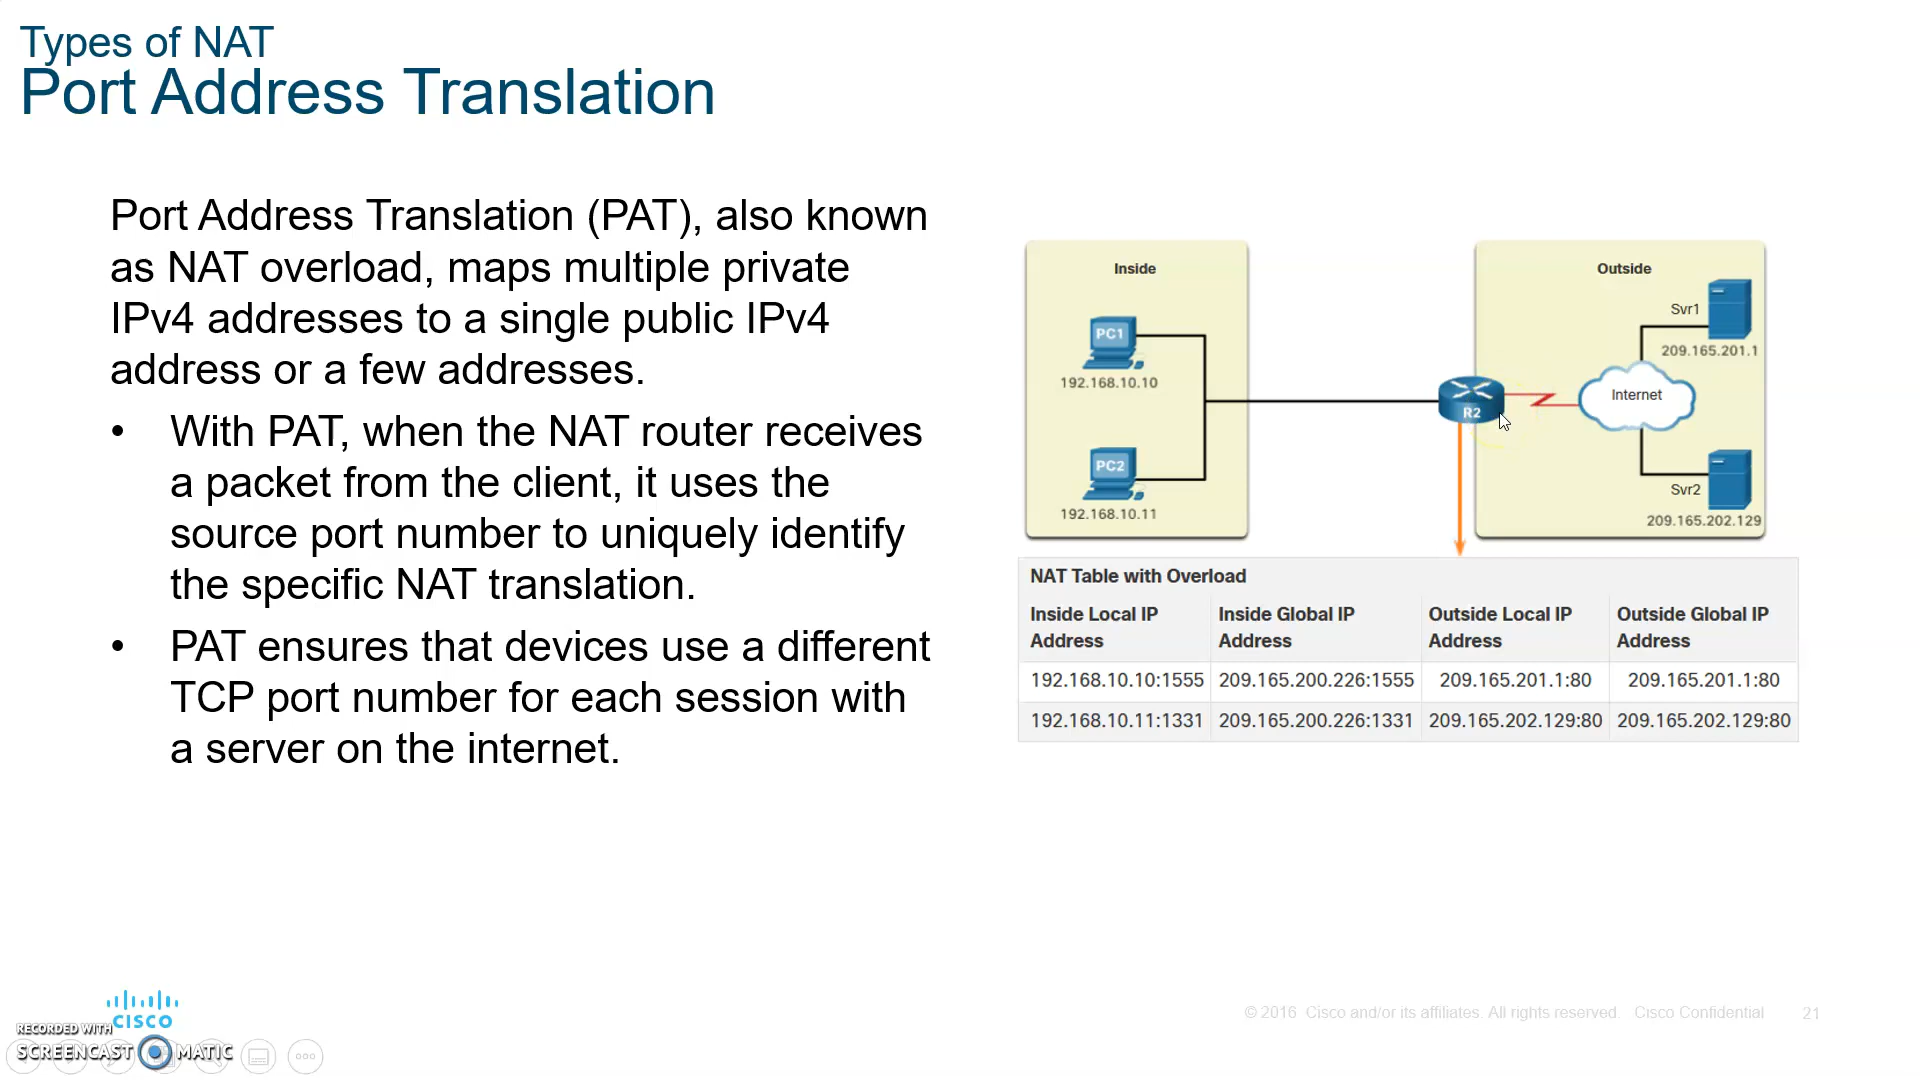 Types of NAT
Port Address Translation
Port Address Translation (PAT), also known
as NAT overload, maps multiple private
IPv4 addresses to a single public IPv4
address or a few addresses.
• With PAT, when the NAT router receives
a packet from the client, it uses the
source port number to uniquely identify
the specific NAT translation.
• PAT ensures that devices use a different
TCP port number for each session with
a server on the internet.
Inside
Outside
PC1
192.168.10.10
PC2
192.168.10.11
R2
Internet
Svr1
209.165.201.1
Svr2
209.165.202.129
NAT Table with Overload
Inside Local IP Address Inside Global IP Address Outside Local IP Address Outside Global IP Address
192.168.10.10:1555 209.165.200.226:1555 209.165.201.1:80 209.165.201.1:80
192.168.10.11:1331 209.165.200.226:1331 209.165.202.129:80 209.165.202.129:80
CISCO
© 2016 Cisco and/or its affiliates. All rights reserved. Cisco Confidential 21
RECORDED WITH
SCREENCAST MATIC